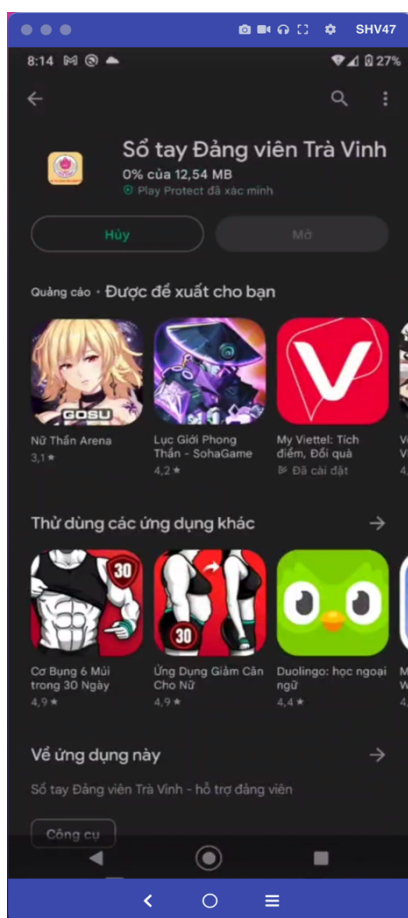 SHV47
8:14
27%
Sổ tay Đảng viên Trà Vinh
0% của 12,54 MB
Play Protect đã xác minh
Hủy
Mở
Quảng cáo · Được đề xuất cho bạn
GOSU
V
Nữ Thần Arena
3,1★
Lục Giới Phong
Thần - SohaGame
4,2★
My Viettel: Tích
điểm, Đổi quà
Đã cài đặt
4
Thử dùng các ứng dụng khác
30
30
Cơ Bụng 6 Múi
trong 30 Ngày
4,9★
Ứng Dụng Giảm Cân
Cho Nữ
4,9★
Duolingo: học ngoại
ngữ
4,4★
M
W
4
Về ứng dụng này
Sổ tay Đảng viên Trà Vinh - hỗ trợ đảng viên
Công cụ